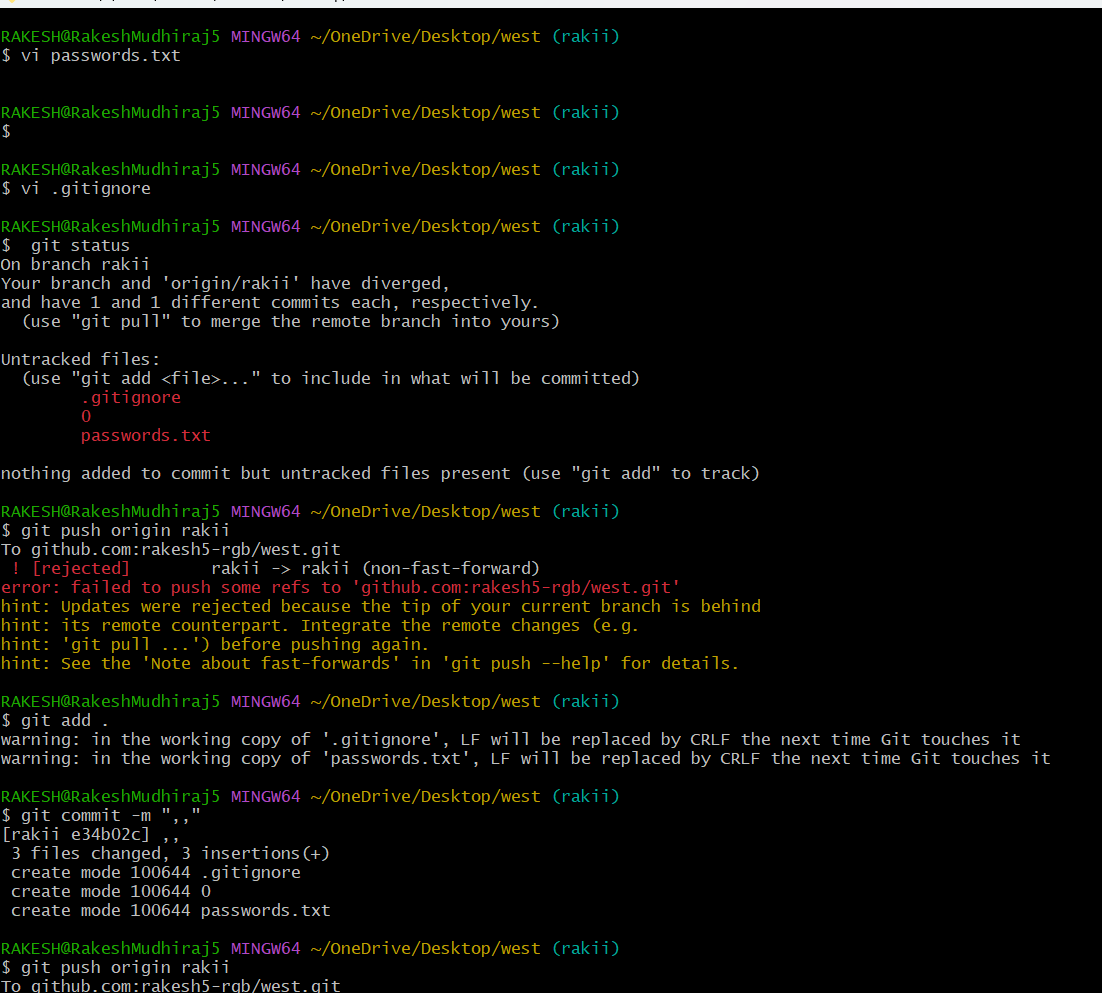 RAKESH@RakeshMudhiraj5 MINGW64 ~/OneDrive/Desktop/west (rakii)
$ vi passwords.txt
RAKESH@RakeshMudhiraj5 MINGW64 ~/OneDrive/Desktop/west (rakii)
$
RAKESH@RakeshMudhiraj5 MINGW64 ~/OneDrive/Desktop/west (rakii)
$ vi .gitignore
RAKESH@RakeshMudhiraj5 MINGW64 ~/OneDrive/Desktop/west (rakii)
$  git status
On branch rakii
Your branch and 'origin/rakii' have diverged,
and have 1 and 1 different commits each, respectively.
  (use "git pull" to merge the remote branch into yours)
Untracked files:
  (use "git add <file>..." to include in what will be committed)
        .gitignore
        0
        passwords.txt
nothing added to commit but untracked files present (use "git add" to track)
RAKESH@RakeshMudhiraj5 MINGW64 ~/OneDrive/Desktop/west (rakii)
$ git push origin rakii
To github.com:rakesh5-rgb/west.git
 ! [rejected]        rakii -> rakii (non-fast-forward)
error: failed to push some refs to 'github.com:rakesh5-rgb/west.git'
hint: Updates were rejected because the tip of your current branch is behind
hint: its remote counterpart. Integrate the remote changes (e.g.
hint: 'git pull ...') before pushing again.
hint: See the 'Note about fast-forwards' in 'git push --help' for details.
RAKESH@RakeshMudhiraj5 MINGW64 ~/OneDrive/Desktop/west (rakii)
$ git add .
warning: in the working copy of '.gitignore', LF will be replaced by CRLF the next time Git touches it
warning: in the working copy of 'passwords.txt', LF will be replaced by CRLF the next time Git touches it
RAKESH@RakeshMudhiraj5 MINGW64 ~/OneDrive/Desktop/west (rakii)
$ git commit -m ",,"
[rakii e34b02c] ,,
 3 files changed, 3 insertions(+)
 create mode 100644 .gitignore
 create mode 100644 0
 create mode 100644 passwords.txt
RAKESH@RakeshMudhiraj5 MINGW64 ~/OneDrive/Desktop/west (rakii)
$ git push origin rakii
To github.com:rakesh5-rgb/west.git